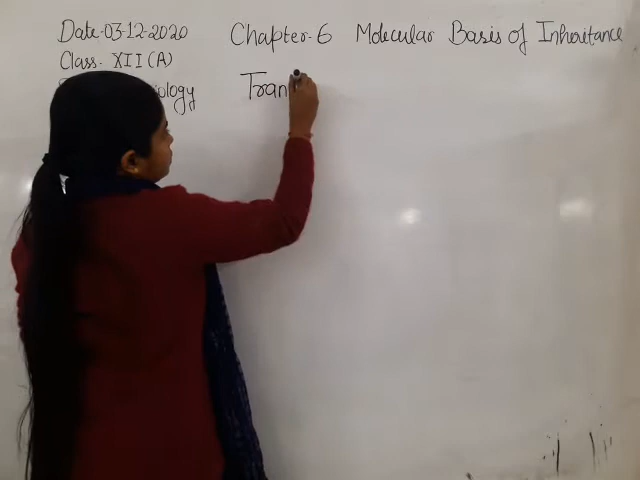 Date-03-12-2020
Chapter-6 Molecular Basis of Inheritance
Class- XII (A)
Tran